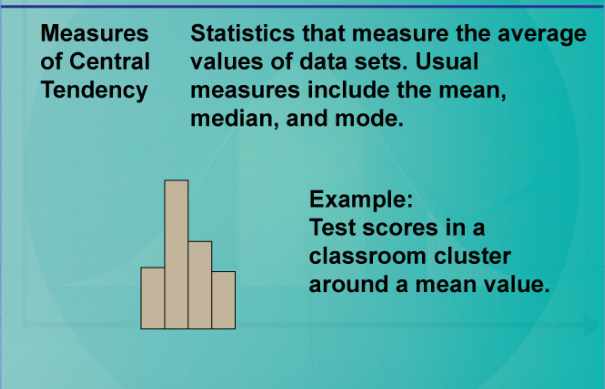 Measures
of Central
Tendency
Statistics that measure the average
values of data sets. Usual
measures include the mean,
median, and mode.
Example:
Test scores in a
classroom cluster
around a mean value.